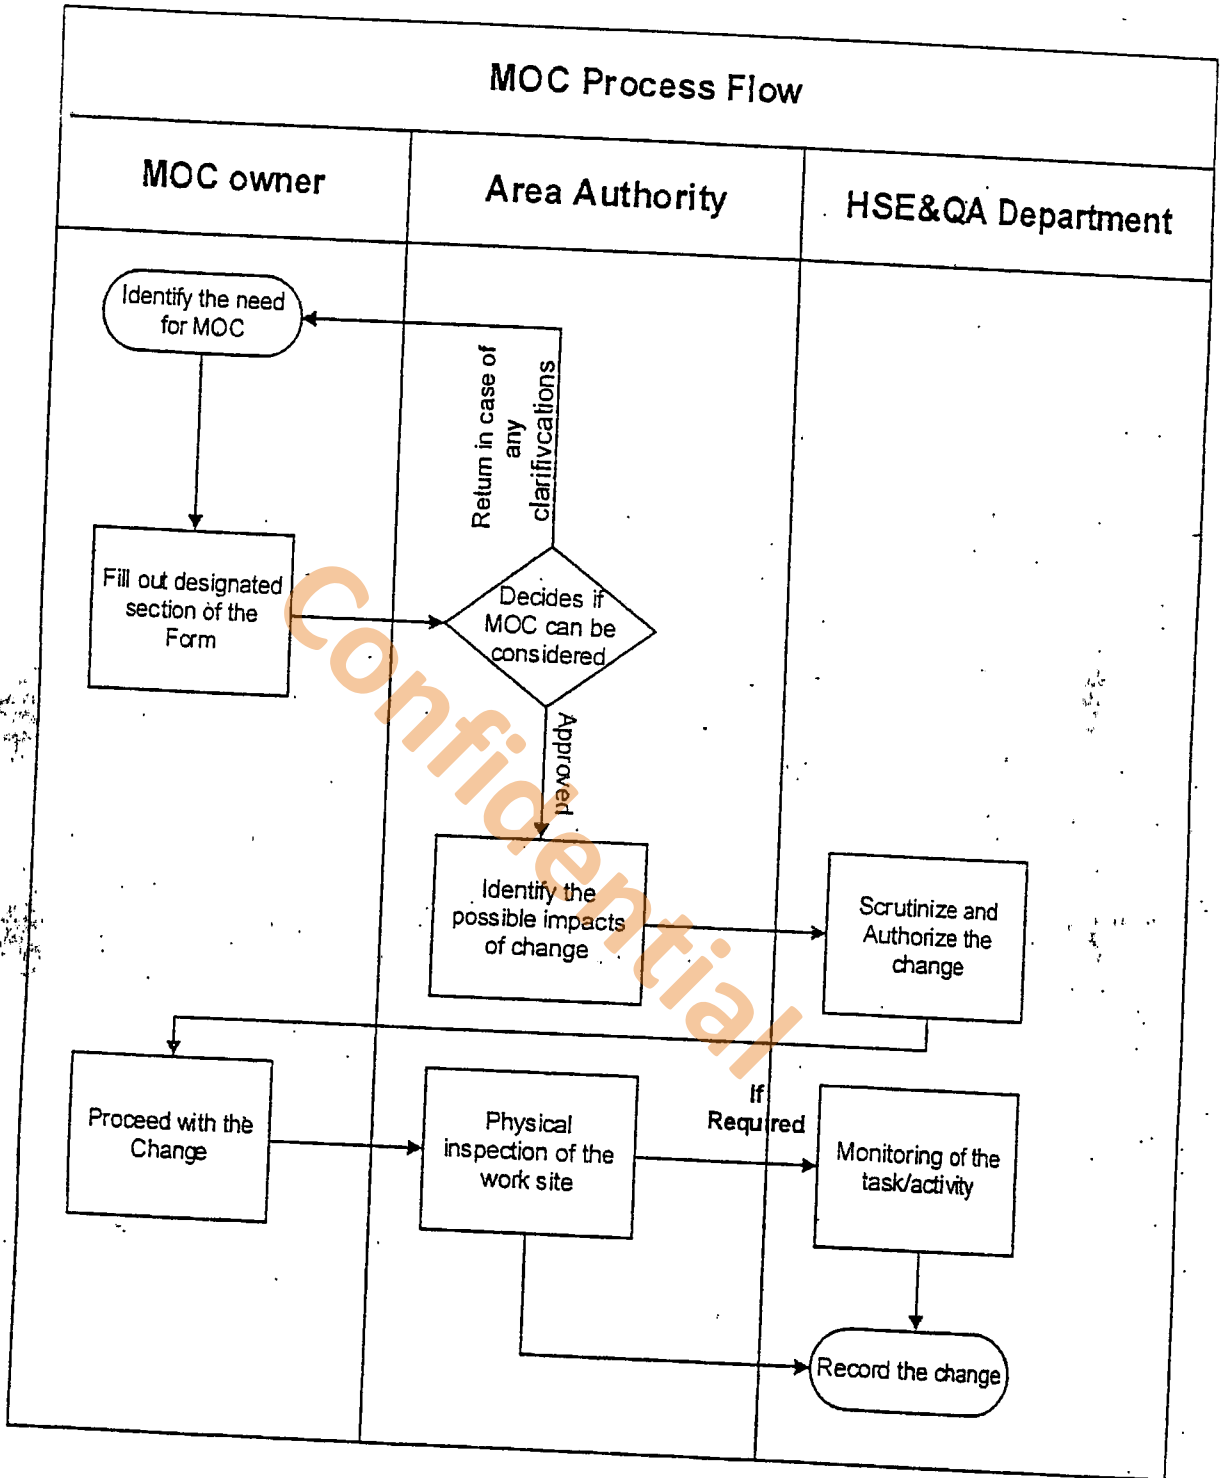 MOC Process Flow
MOC owner
Area Authority
HSE&QA Department
Identify the need
for MOC
Return in case of
any
clarifivcations
Fill out designated
section of the
Form
Decides if
MOC can be
considered
Approved
Identify the
possible impacts
of change
Scrutinize and
Authorize the
change
Proceed with the
Change
Physical
inspection of the
work site
If
Required
Monitoring of the
task/activity
Record the change
Confidential